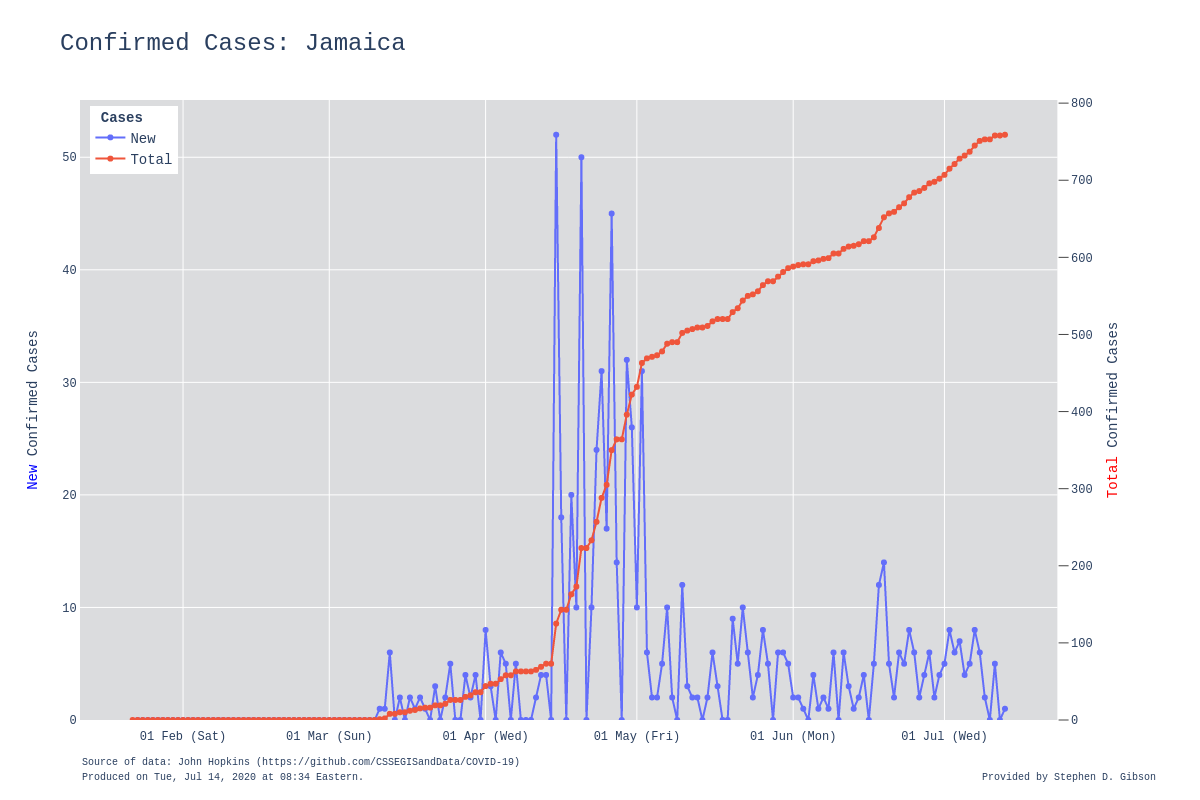 Confirmed Cases: Jamaica
Cases
New
Total
50
40
30
20
10
0
New Confirmed Cases
800
700
600
500
400
300
200
100
0
Total Confirmed Cases
01 Feb (Sat)
01 Mar (Sun)
01 Apr (Wed)
01 May (Fri)
01 Jun (Mon)
01 Jul (Wed)
Source of data: John Hopkins (https://github.com/CSSEGISandData/COVID-19)
Produced on Tue, Jul 14, 2020 at 08:34 Eastern.
Provided by Stephen D. Gibson